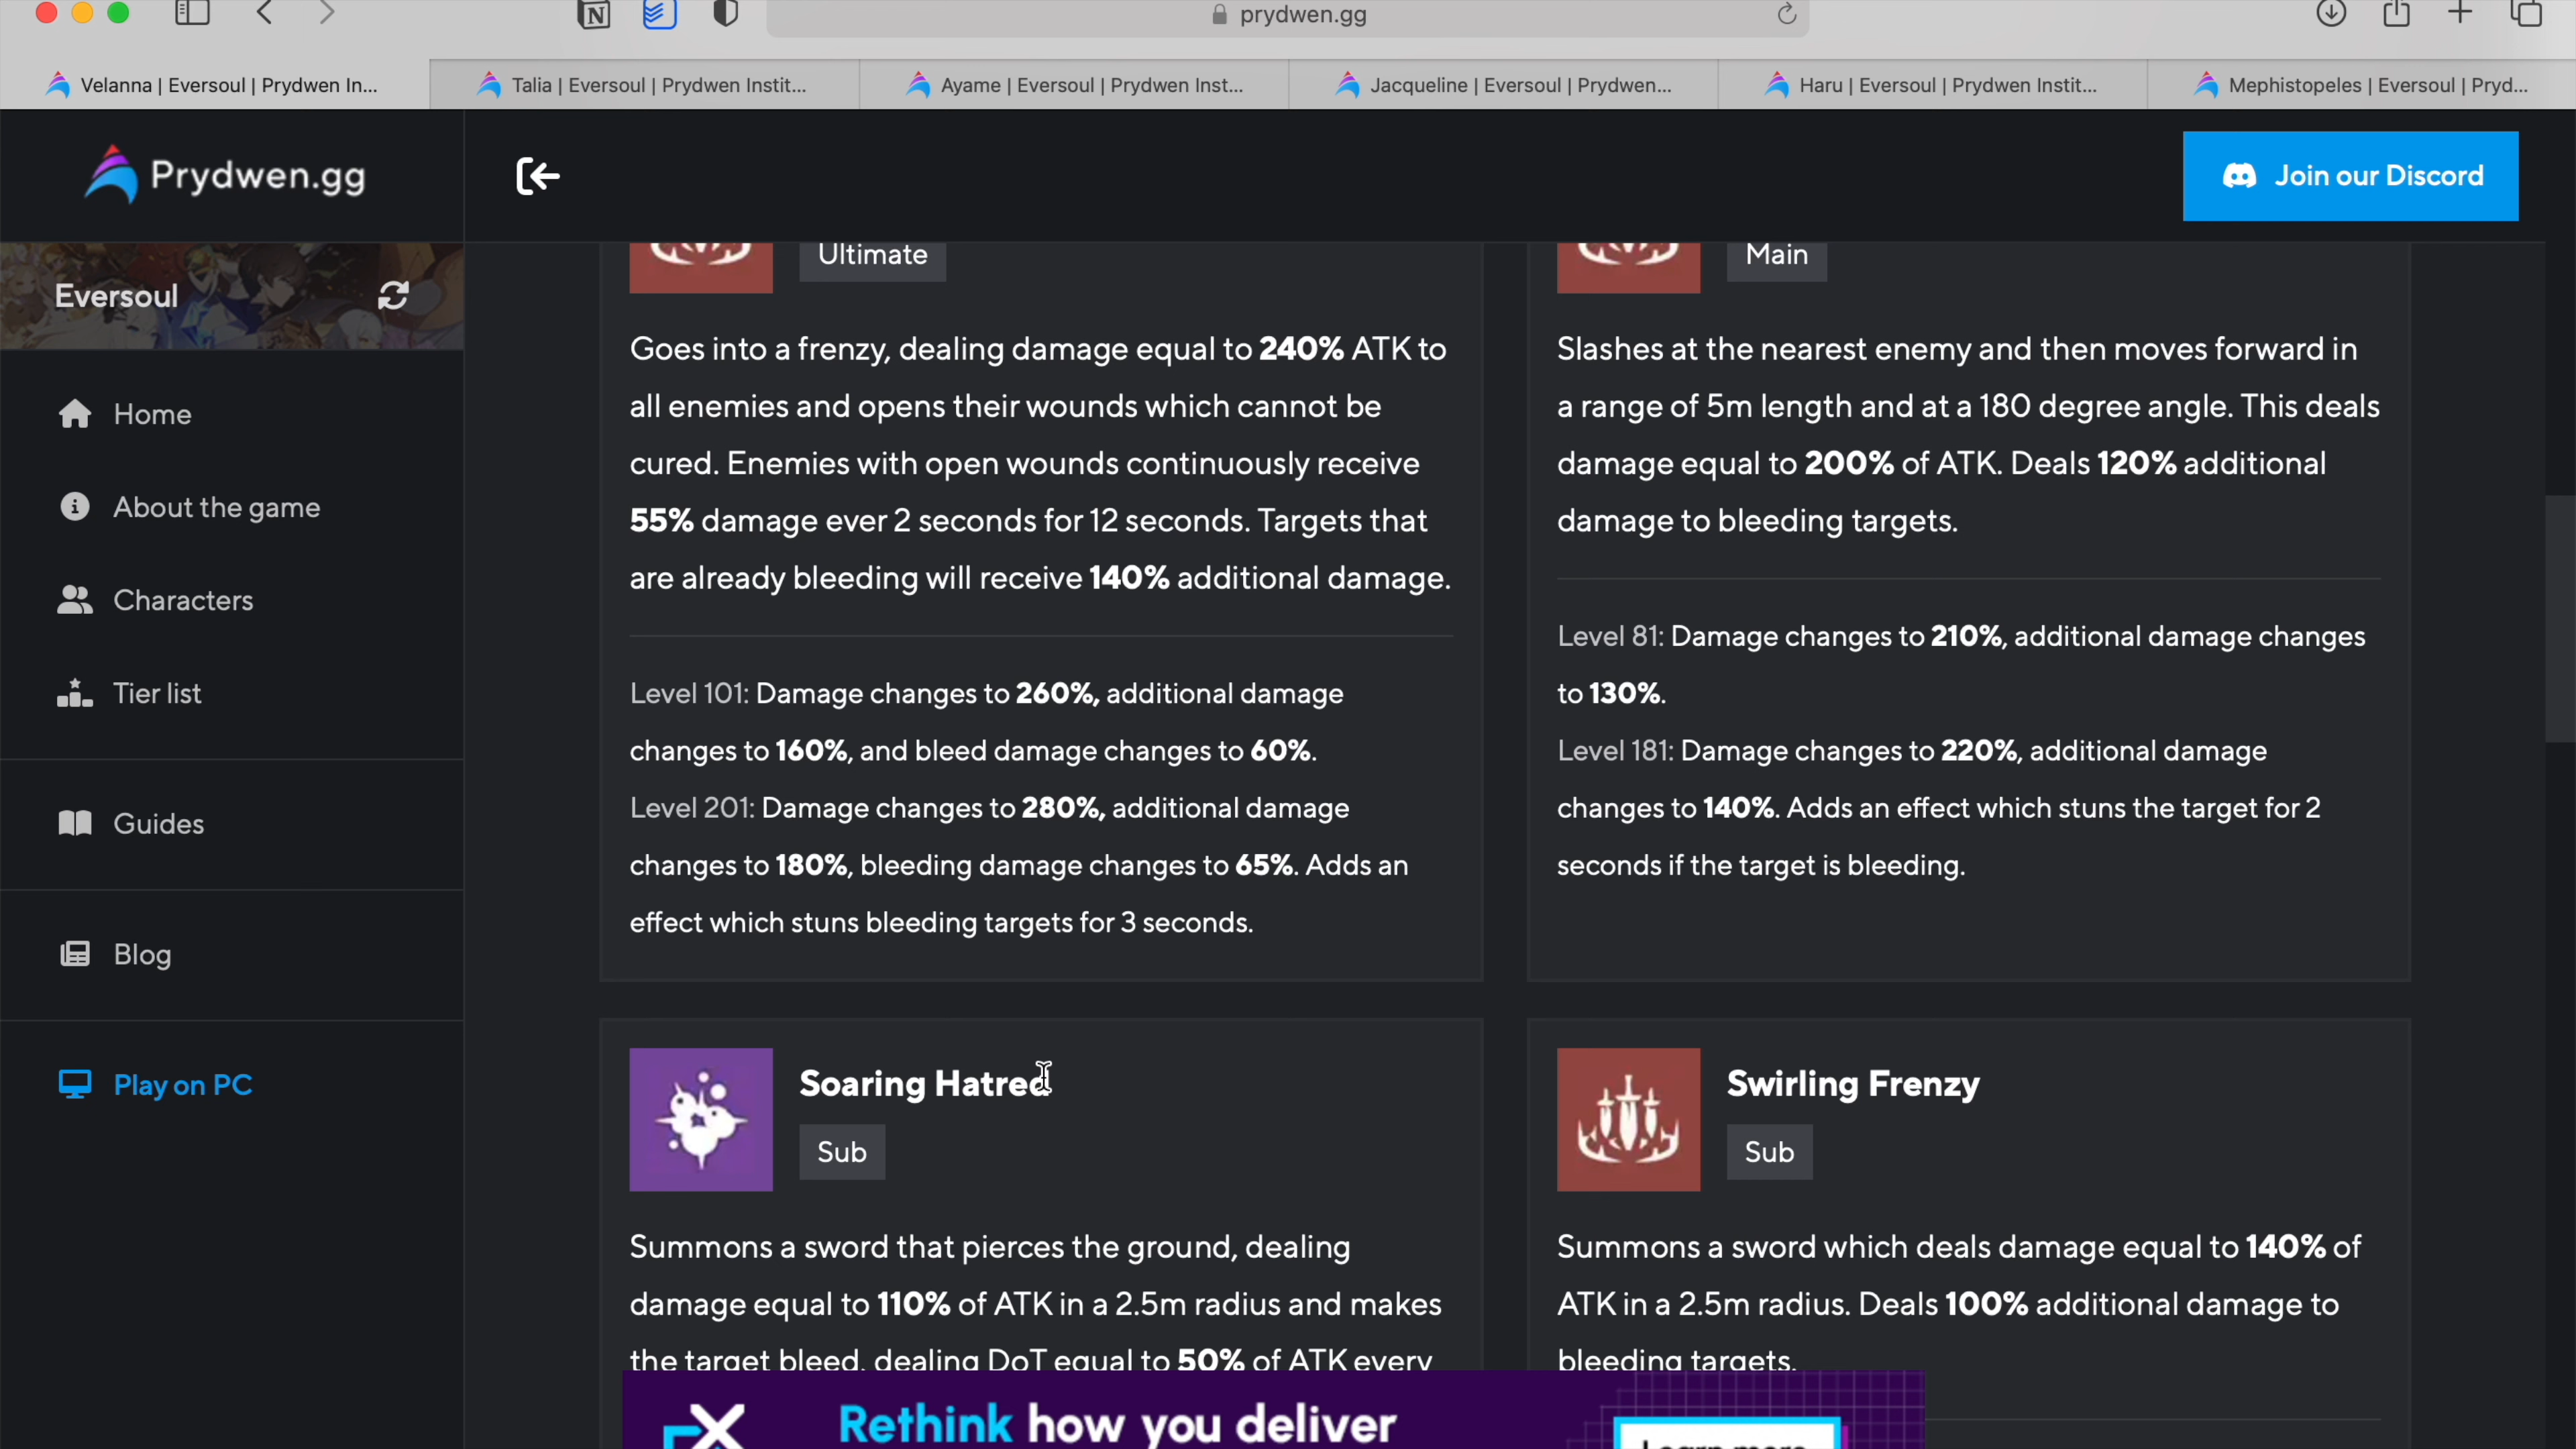 prydwen.gg
Velanna | Eversoul | Prydwen In...
Talia | Eversoul | Prydwen Instit...
Ayame | Eversoul | Prydwen Inst...
Jacqueline | Eversoul | Prydwen...
Haru | Eversoul | Prydwen Instit...
Mephistopeles | Eversoul | Pryd...
Prydwen.gg
Join our Discord
Eversoul
Home
About the game
Characters
Tier list
Guides
Blog
Play on PC
Ultimate
Goes into a frenzy, dealing damage equal to 240% ATK to
all enemies and opens their wounds which cannot be
cured. Enemies with open wounds continuously receive
55% damage ever 2 seconds for 12 seconds. Targets that
are already bleeding will receive 140% additional damage.
Level 101: Damage changes to 260%, additional damage
changes to 160%, and bleed damage changes to 60%.
Level 201: Damage changes to 280%, additional damage
changes to 180%, bleeding damage changes to 65%. Adds an
effect which stuns bleeding targets for 3 seconds.
Main
Slashes at the nearest enemy and then moves forward in
a range of 5m length and at a 180 degree angle. This deals
damage equal to 200% of ATK. Deals 120% additional
damage to bleeding targets.
Level 81: Damage changes to 210%, additional damage changes
to 130%.
Level 181: Damage changes to 220%, additional damage
changes to 140%. Adds an effect which stuns the target for 2
seconds if the target is bleeding.
Soaring Hatred
Sub
Summons a sword that pierces the ground, dealing
damage equal to 110% of ATK in a 2.5m radius and makes
the target bleed, dealing DoT equal to 50% of ATK every
Swirling Frenzy
Sub
Summons a sword which deals damage equal to 140% of
ATK in a 2.5m radius. Deals 100% additional damage to
bleeding targets.
Rethink how you deliver
Learn more